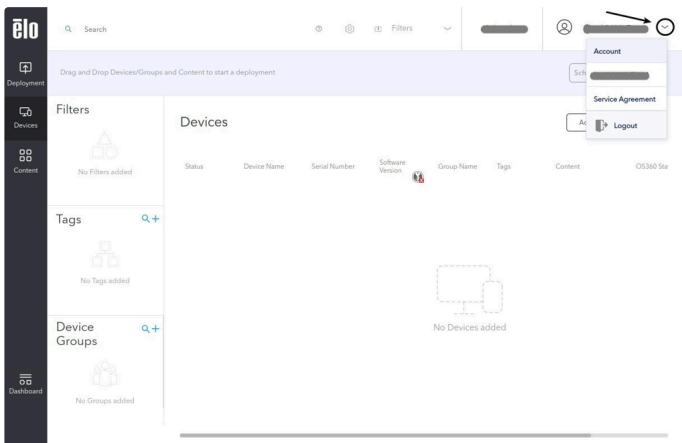 ēlo
Search
Filters
Account
Deployment
Drag and Drop Devices/Groups and Content to start a deployment
Sch
Service Agreement
Logout
Devices
Filters
No Filters added
Devices
Ad
Content
Status Device Name Serial Number Software Version Group Name Tags Content OS360 Sta
Tags
No Tags added
No Devices added
Device
Groups
No Groups added
Dashboard